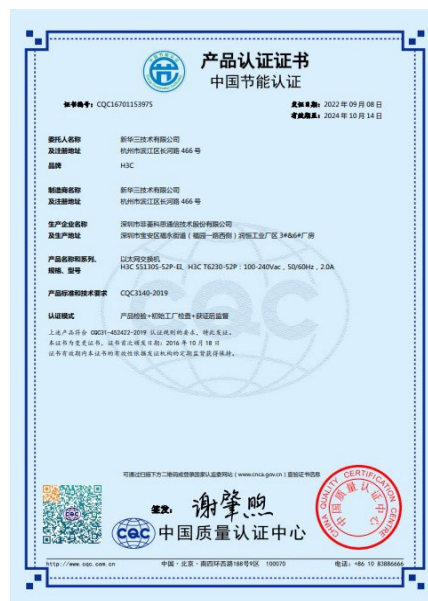 产品认证证书
中国节能认证
证书编号：CQC16701153975
发证日期：2022 年 09 月 08 日
有效期至：2024 年 10 月 14 日
委托人名称 新华三技术有限公司
及注册地址 杭州市滨江区长河路 466 号
品牌 H3C
制造商名称 新华三技术有限公司
及注册地址 杭州市滨江区长河路 466 号
生产企业名称 深圳市菲菱科思通信技术股份有限公司
及生产地址 深圳市宝安区福永街道（福园一路西侧）润恒工业厂区 3#&6#厂房
产品名称和系列、 以太网交换机
规格、型号 H3C S5130S-52P-EI、H3C T6230-52P：100-240Vac，50/60Hz，2.0A
产品标准和技术要求 CQC3140-2019
认证模式 产品检验+初始工厂检查+获证后监督
上述产品符合 CQC31-452422-2019 认证规则的要求，特此发证。
本证书为变更证书，证书首次颁发日期：2016 年 10 月 18 日
证书有效期内本证书的有效性依据发证机构的定期监督获得保持。
CQC
可通过扫描下方二维码或登录国家认监委网站（www.cnca.gov.cn）查验证书信息
签发：谢肇煦
CQC 中国质量认证中心
CHINA QUALITY CERTIFICATION CENTRE
中国质量认证中心
http://www.cqc.com.cn 中国·北京·南四环西路188号9区 100070 电话：+86 10 83886666